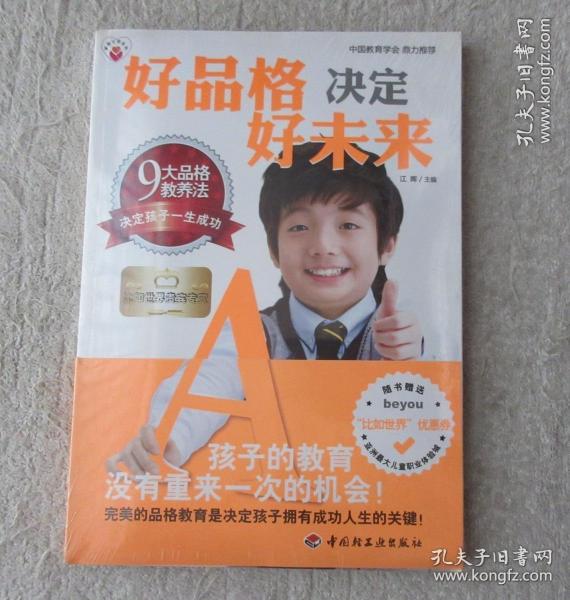 中国教育学会 鼎力推荐
好品格 决定
好未来
江 晖/主编
9大品格
教养法
决定孩子一生成功
A
随书赠送
beyou
"比如世界"优惠券
亚洲最大儿童职业体验城
孩子的教育
没有重来一次的机会！
完美的品格教育是决定孩子拥有成功人生的关键！
中国轻工业出版社
孔夫子旧书网
www.kongfz.com
孔夫子旧书网
www.kongfz.com